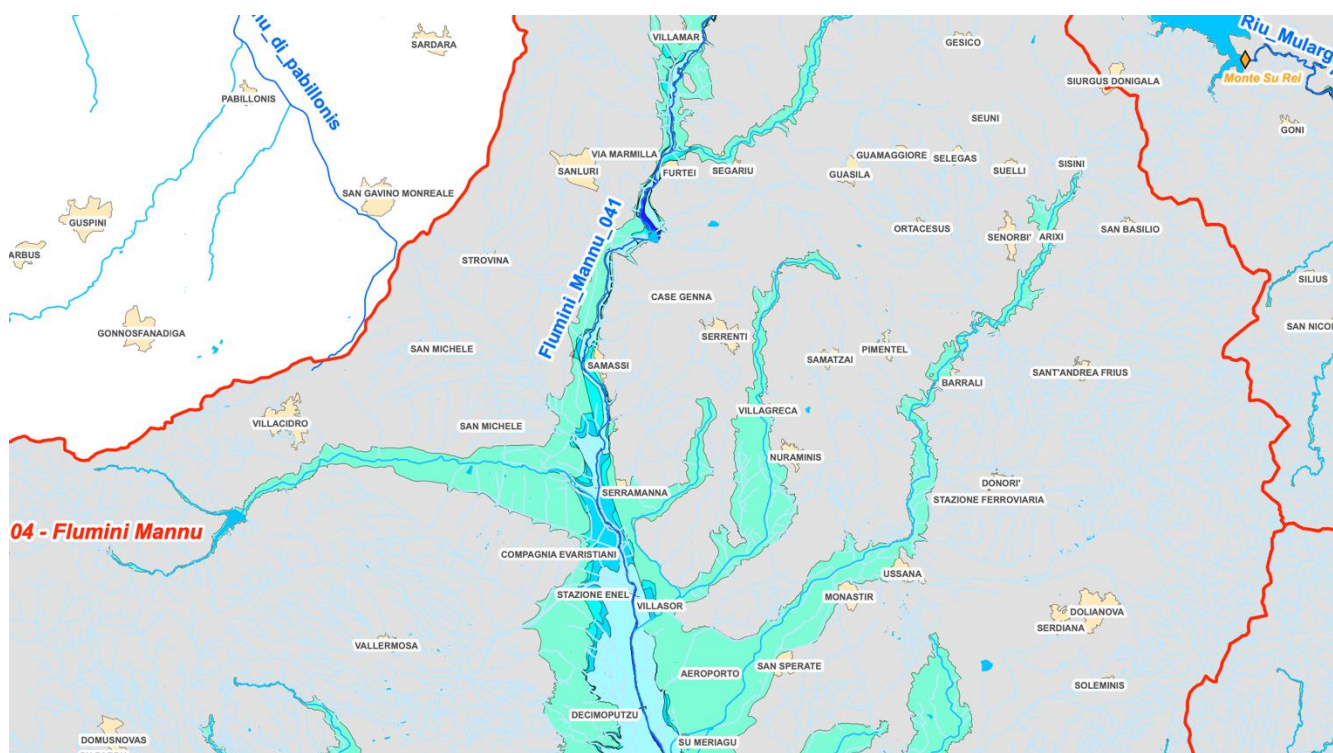 nu_di_pabillonis
SARDARA
VILLAMAR
GESICO
Riu_Mularg
Monte Su Rei
SIURGUS DONIGALA
PABILLONIS
GONI
SEUNI
VIA MARMILLA
GUAMAGGIORE
SELEGAS
SISINI
SANLURI
FURTEI
SEGARIU
GUASILA
SUELLI
SAN GAVINO MONREALE
GUSPINI
Flumini_Mannu_041
ORTACESUS
SENORBI'
ARIXI
SAN BASILIO
ARBUS
STROVINA
SILIUS
CASE GENNA
GONNOSFANADIGA
SAN NICO
SERRENTI
SAN MICHELE
PIMENTEL
SAMASSI
SAMATZAI
SANT'ANDREA FRIUS
BARRALI
VILLAGRECA
VILLACIDRO
SAN MICHELE
NURAMINIS
DONORI'
SERRAMANNA
STAZIONE FERROVIARIA
04 - Flumini Mannu
COMPAGNIA EVARISTIANI
USSANA
STAZIONE ENEL
VILLASOR
MONASTIR
DOLIANOVA
SERDIANA
VALLERMOSA
SAN SPERATE
AEROPORTO
SOLEMINIS
DECIMOPUTZU
DOMUSNOVAS
SU MERIAGU